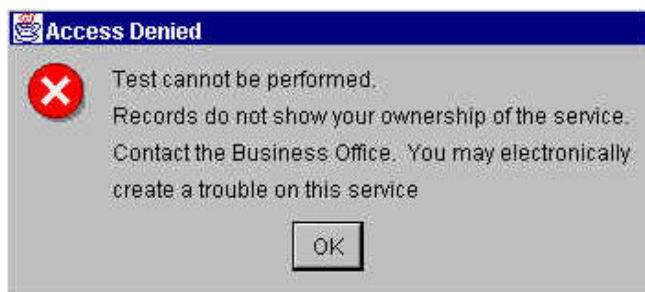 Access Denied
Test cannot be performed.
Records do not show your ownership of the service.
Contact the Business Office. You may electronically
create a trouble on this service
OK